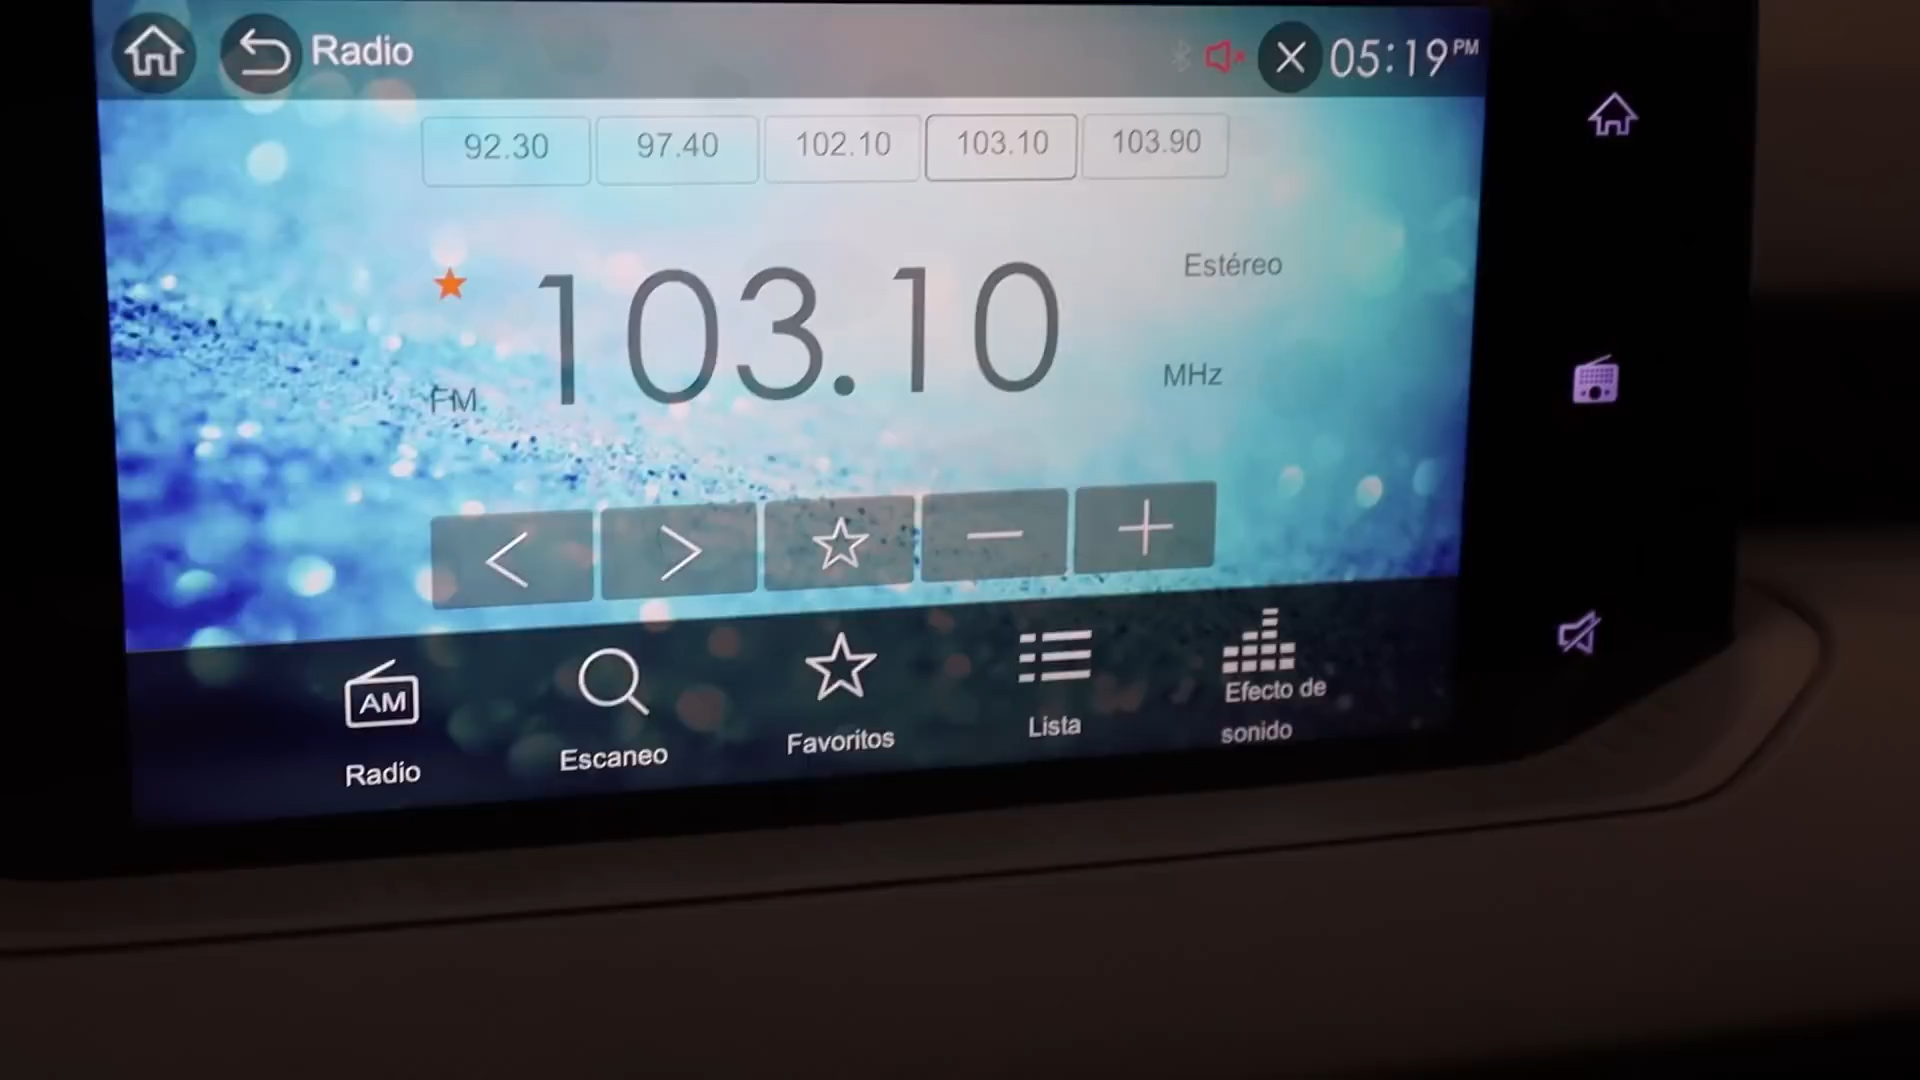 Radio
05:19 PM
92.30
97.40
102.10
103.10
103.90
103.10
Estéreo
FM
MHz
AM
Radio
Escaneo
Favoritos
Lista
Efecto de
sonido